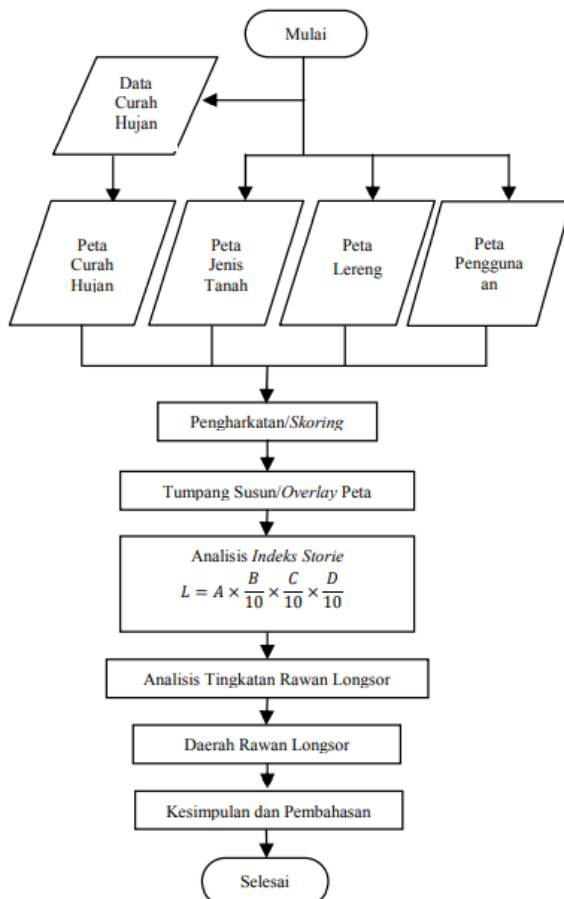 Mulai
Data
Curah
Hujan
Peta
Curah
Hujan
Peta
Jenis
Tanah
Peta
Lereng
Peta
Pengguna
an
Pengharkatan/Skoring
Tumpang Susun/Overlay Peta
Analisis Indeks Storie
L = A × B/10 × C/10 × D/10
Analisis Tingkatan Rawan Longsor
Daerah Rawan Longsor
Kesimpulan dan Pembahasan
Selesai